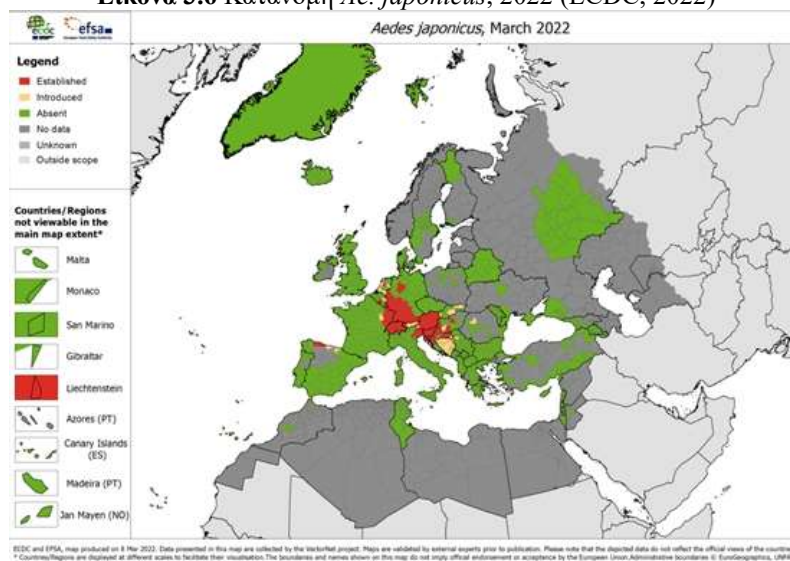 Εικόνα 3.6 Κατανομή Ae. japonicus, 2022 (ECDC, 2022)
ecdc
efsa
Aedes japonicus, March 2022
Legend
Established
Introduced
Absent
No data
Unknown
Outside scope
Countries/Regions
not viewable in the
main map extent*
Malta
Monaco
San Marino
Gibraltar
Liechtenstein
Azores (PT)
Canary Islands
(ES)
Madeira (PT)
Jan Mayen (NO)
ECDC and EFSA, map produced on 8 Mar 2022. Data presented in this map are collected by the VectorNet project. Maps are validated by external experts prior to publication. Please note that the depicted data do not reflect the official views of the countries
* Countries/Regions are displayed at different scales to facilitate their visualisation. The boundaries and names shown on this map do not imply official endorsement or acceptance by the European Union. Administrative boundaries © EuroGeographics, UNFAO